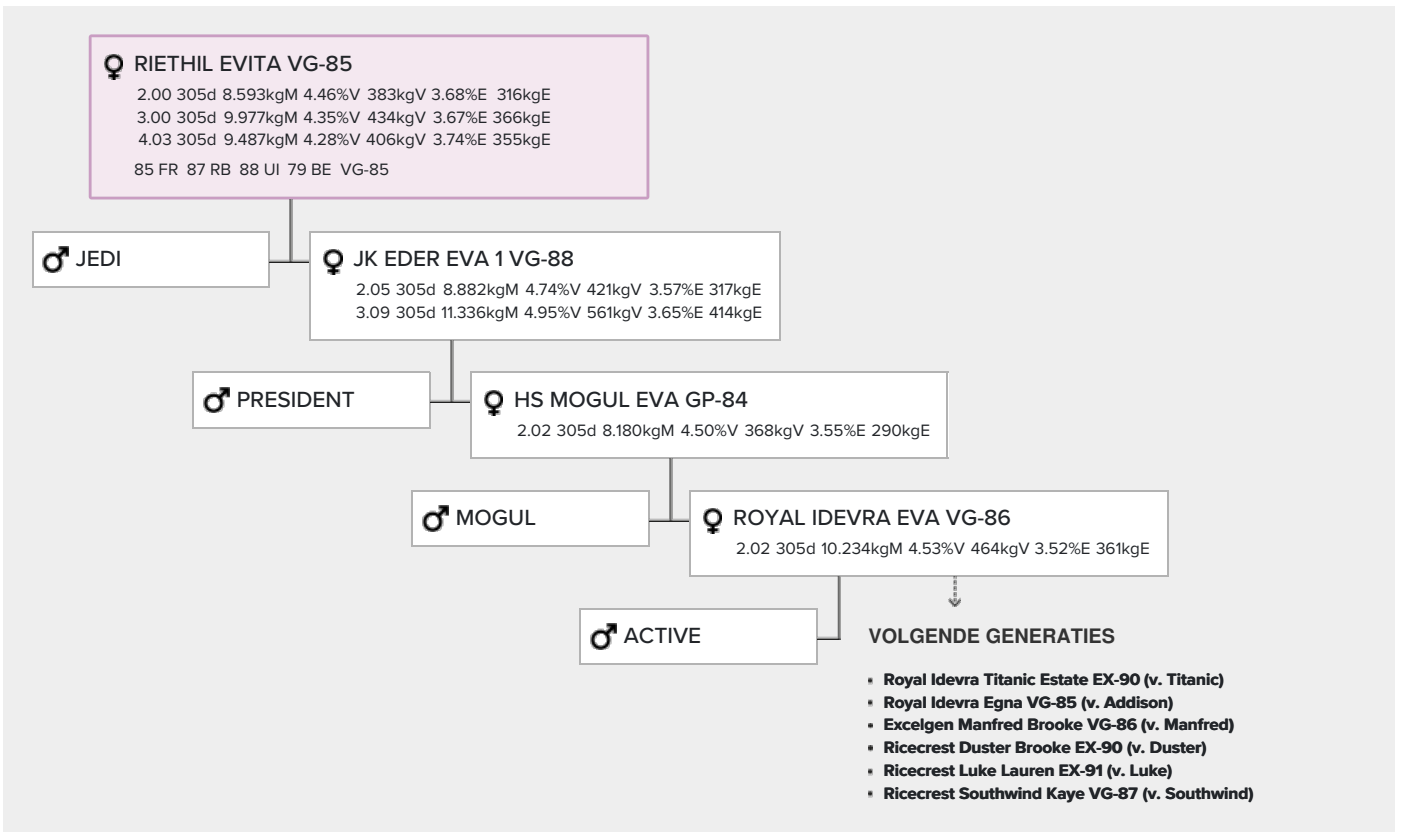 RIETHIL EVITA VG-85
2.00 305d 8.593kgM 4.46%V 383kgV 3.68%E 316kgE
3.00 305d 9.977kgM 4.35%V 434kgV 3.67%E 366kgE
4.03 305d 9.487kgM 4.28%V 406kgV 3.74%E 355kgE
85 FR 87 RB 88 UI 79 BE VG-85
JEDI
JK EDER EVA 1 VG-88
2.05 305d 8.882kgM 4.74%V 421kgV 3.57%E 317kgE
3.09 305d 11.336kgM 4.95%V 561kgV 3.65%E 414kgE
PRESIDENT
HS MOGUL EVA GP-84
2.02 305d 8.180kgM 4.50%V 368kgV 3.55%E 290kgE
MOGUL
ROYAL IDEVRA EVA VG-86
2.02 305d 10.234kgM 4.53%V 464kgV 3.52%E 361kgE
ACTIVE
VOLGENDE GENERATIES
▪ Royal Idevra Titanic Estate EX-90 (v. Titanic)
▪ Royal Idevra Egna VG-85 (v. Addison)
▪ Excelgen Manfred Brooke VG-86 (v. Manfred)
▪ Ricecrest Duster Brooke EX-90 (v. Duster)
▪ Ricecrest Luke Lauren EX-91 (v. Luke)
▪ Ricecrest Southwind Kaye VG-87 (v. Southwind)